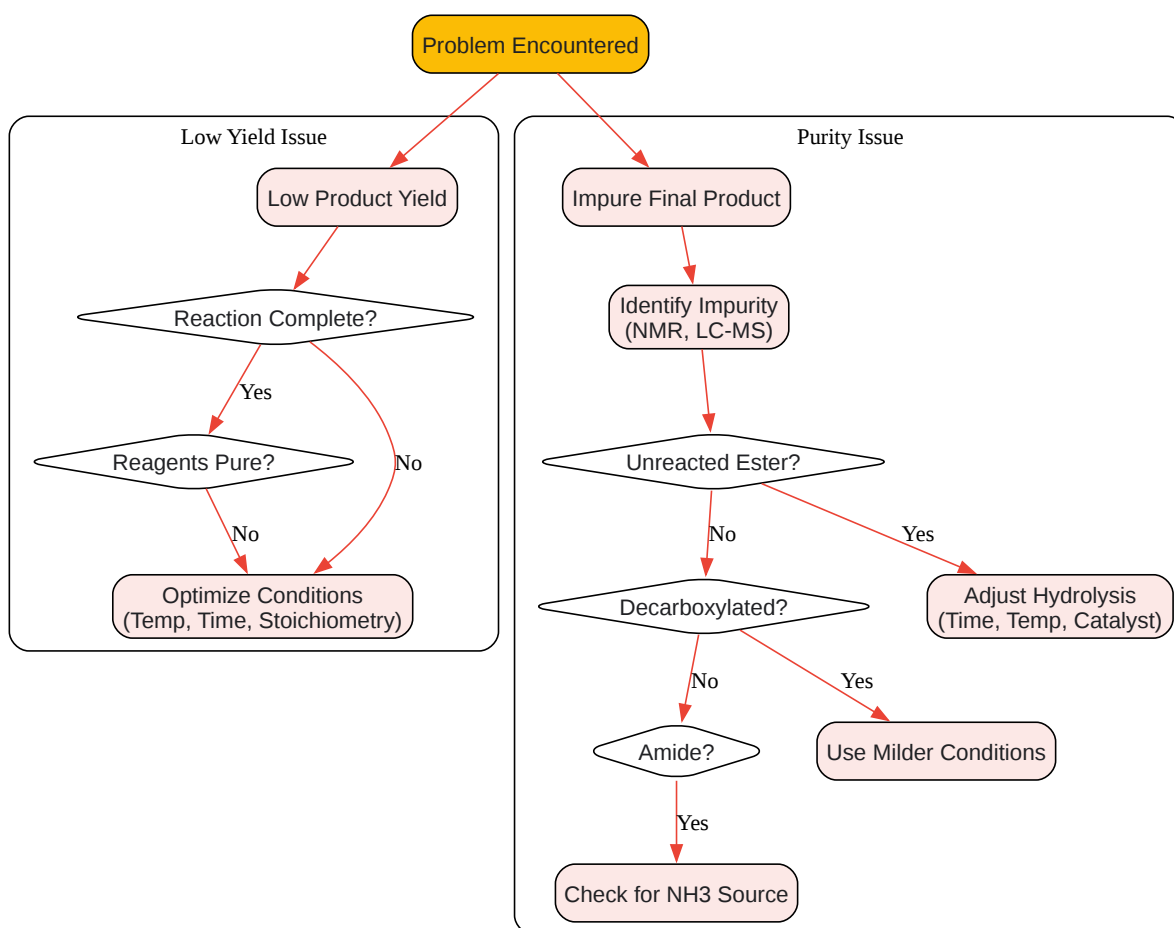 Problem Encountered
Low Yield Issue
Low Product Yield
Reaction Complete?
Yes
Reagents Pure?
No
No
Optimize Conditions
(Temp, Time, Stoichiometry)
Purity Issue
Impure Final Product
Identify Impurity
(NMR, LC-MS)
Unreacted Ester?
No
Yes
Decarboxylated?
Adjust Hydrolysis
(Time, Temp, Catalyst)
No
Yes
Amide?
Use Milder Conditions
Yes
Check for NH3 Source